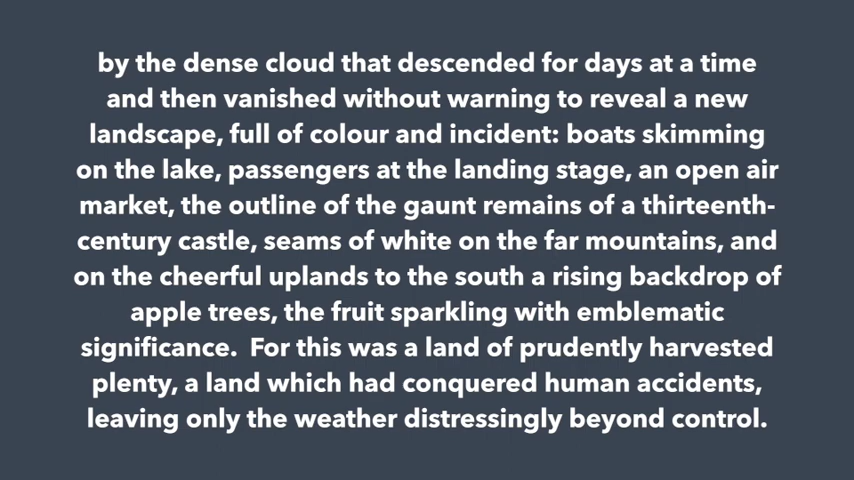 by the dense cloud that descended for days at a time
and then vanished without warning to reveal a new
landscape, full of colour and incident: boats skimming
on the lake, passengers at the landing stage, an open air
market, the outline of the gaunt remains of a thirteenth-
century castle, seams of white on the far mountains, and
on the cheerful uplands to the south a rising backdrop of
apple trees, the fruit sparkling with emblematic
significance.  For this was a land of prudently harvested
plenty, a land which had conquered human accidents,
leaving only the weather distressingly beyond control.